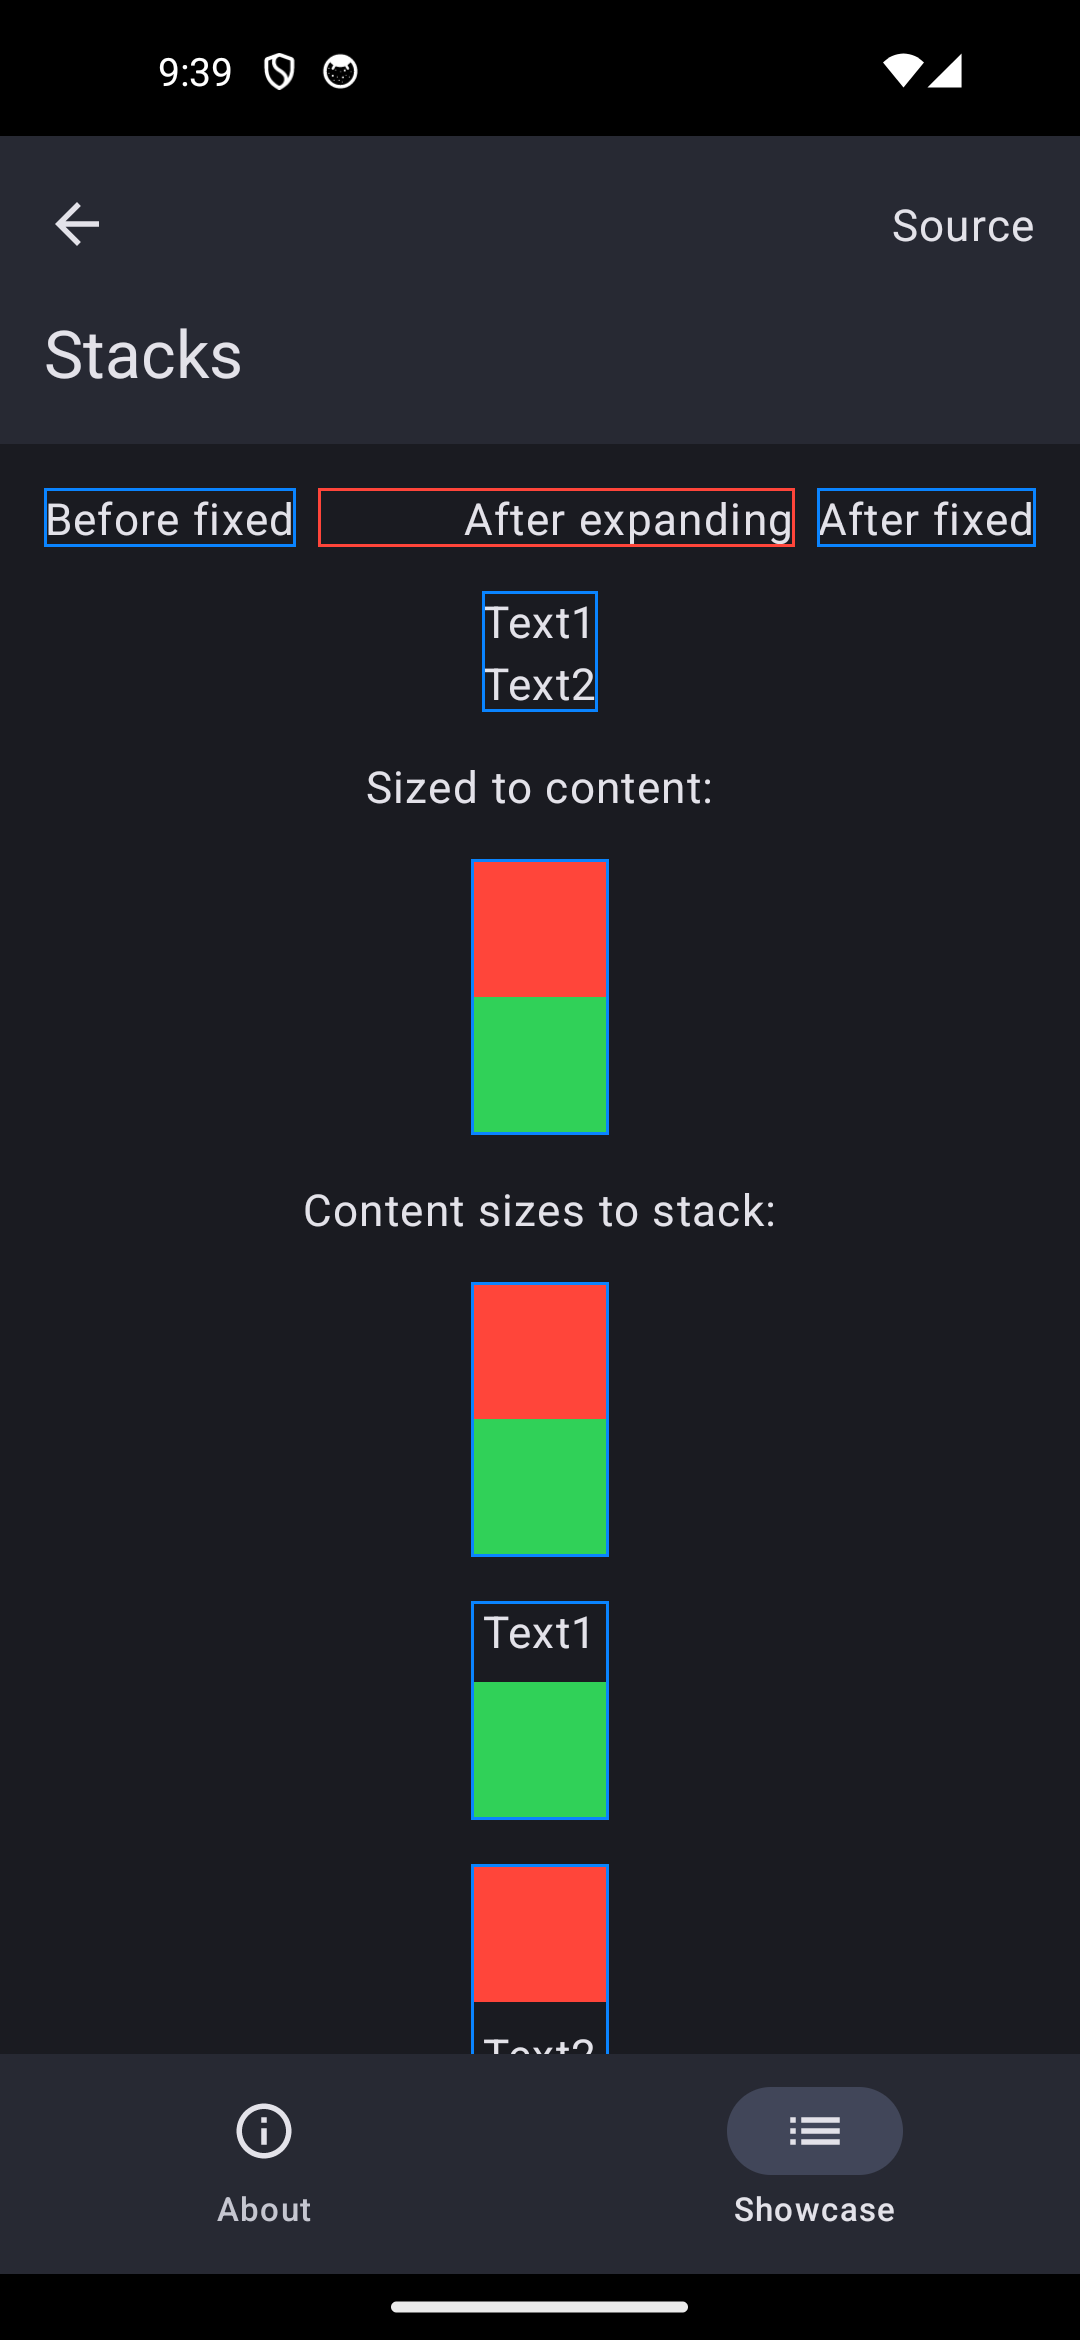 9:39
Source
Stacks
Before fixed After expanding After fixed
Text1
Text2
Sized to content:
Content sizes to stack:
Text1
Text2
About Showcase